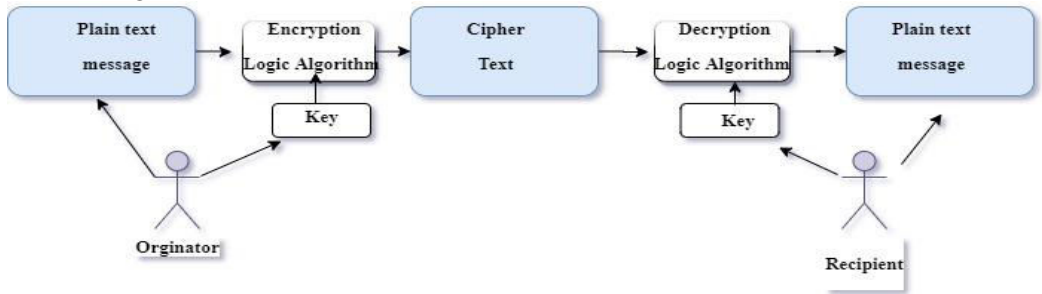 Plain text
message
Encryption
Logic Algorithm
Cipher
Text
Decryption
Logic Algorithm
Plain text
message
Key
Key
Orginator
Recipient